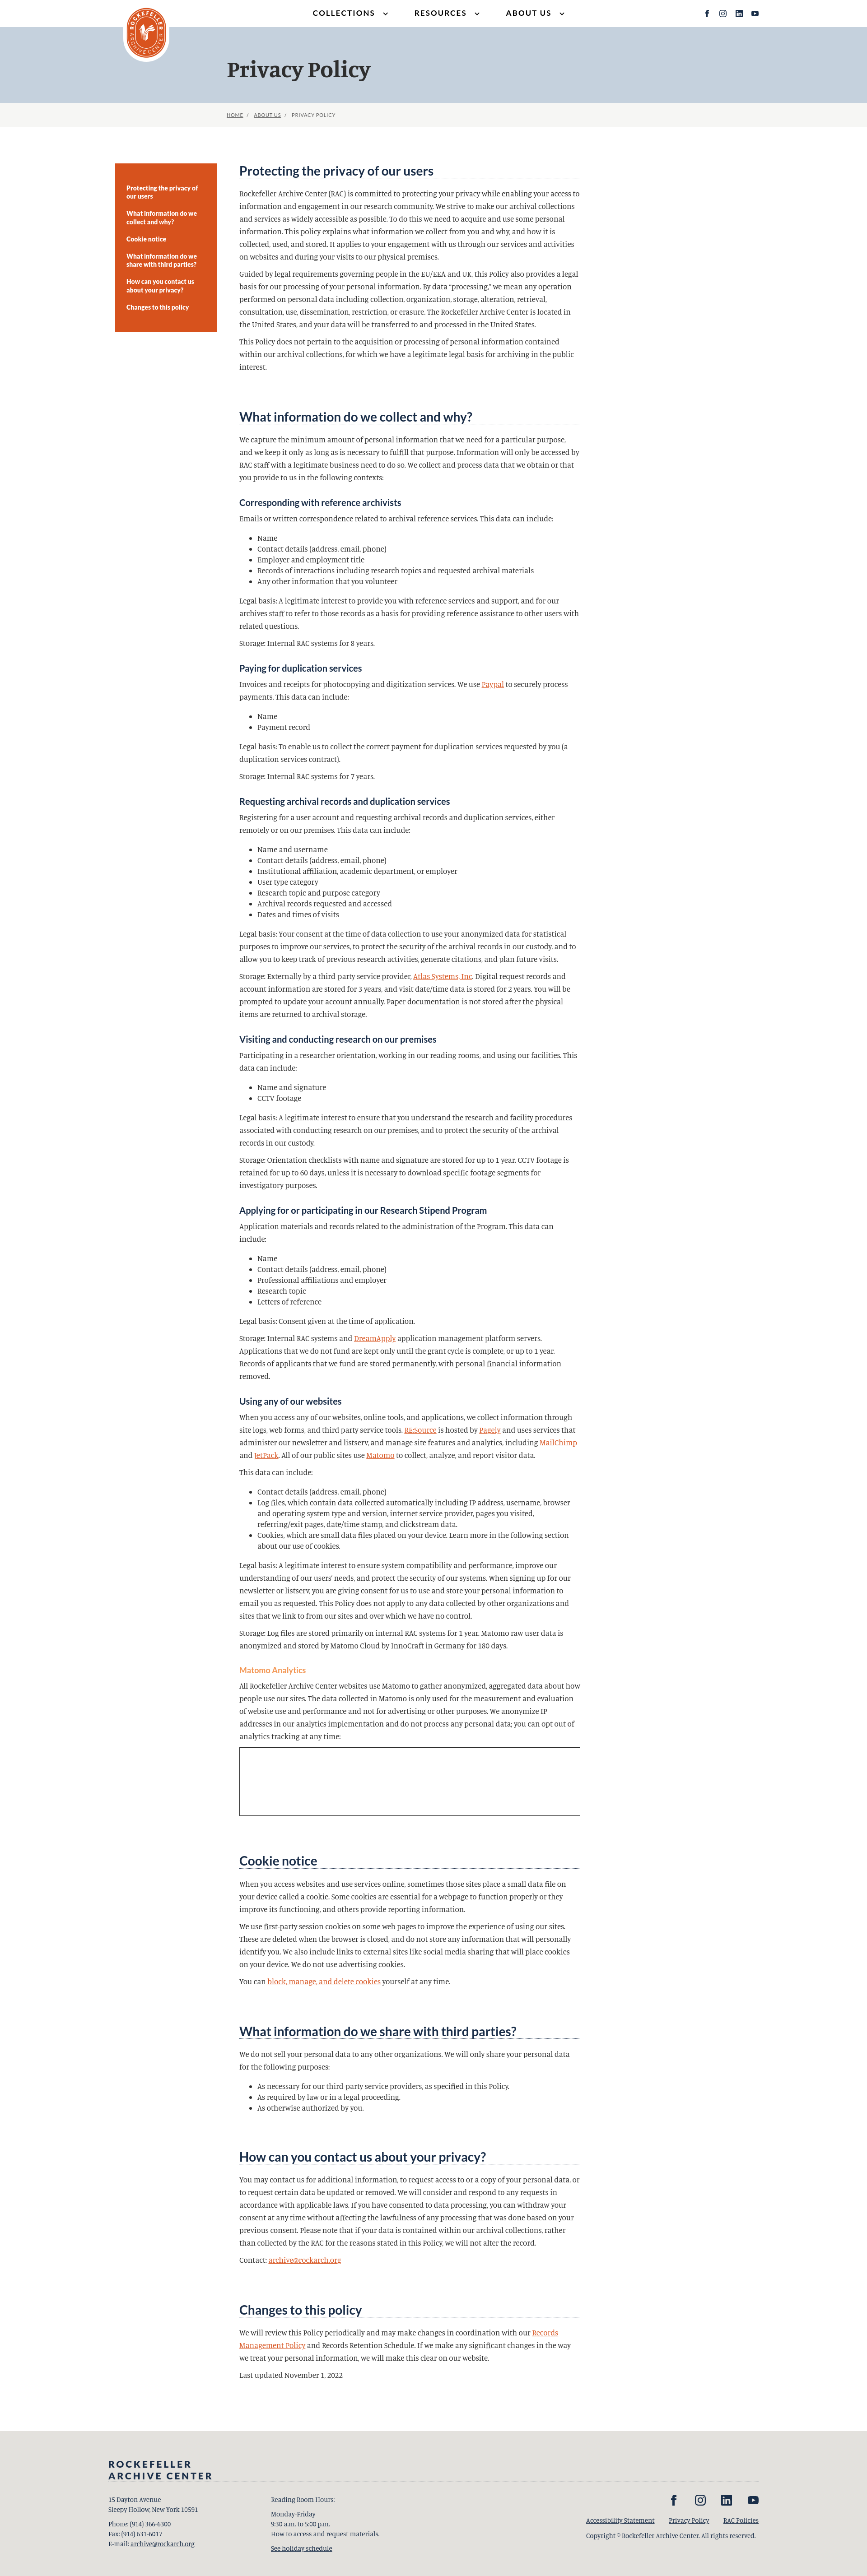 ROCKEFELLER
ARCHIVE CENTER
COLLECTIONS
RESOURCES
ABOUT US
Privacy Policy
HOME / ABOUT US / PRIVACY POLICY
Protecting the privacy of
our users
What information do we
collect and why?
Cookie notice
What information do we
share with third parties?
How can you contact us
about your privacy?
Changes to this policy
Protecting the privacy of our users
Rockefeller Archive Center (RAC) is committed to protecting your privacy while enabling your access to
information and engagement in our research community. We strive to make our archival collections
and services as widely accessible as possible. To do this we need to acquire and use some personal
information. This policy explains what information we collect from you and why, and how it is
collected, used, and stored. It applies to your engagement with us through our services and activities
on websites and during your visits to our physical premises.
Guided by legal requirements governing people in the EU/EEA and UK, this Policy also provides a legal
basis for our processing of your personal information. By data “processing,” we mean any operation
performed on personal data including collection, organization, storage, alteration, retrieval,
consultation, use, dissemination, restriction, or erasure. The Rockefeller Archive Center is located in
the United States, and your data will be transferred to and processed in the United States.
This Policy does not pertain to the acquisition or processing of personal information contained
within our archival collections, for which we have a legitimate legal basis for archiving in the public
interest.
What information do we collect and why?
We capture the minimum amount of personal information that we need for a particular purpose,
and we keep it only as long as is necessary to fulfill that purpose. Information will only be accessed by
RAC staff with a legitimate business need to do so. We collect and process data that we obtain or that
you provide to us in the following contexts:
Corresponding with reference archivists
Emails or written correspondence related to archival reference services. This data can include:
• Name
• Contact details (address, email, phone)
• Employer and employment title
• Records of interactions including research topics and requested archival materials
• Any other information that you volunteer
Legal basis: A legitimate interest to provide you with reference services and support, and for our
archives staff to refer to those records as a basis for providing reference assistance to other users with
related questions.
Storage: Internal RAC systems for 8 years.
Paying for duplication services
Invoices and receipts for photocopying and digitization services. We use Paypal to securely process
payments. This data can include:
• Name
• Payment record
Legal basis: To enable us to collect the correct payment for duplication services requested by you (a
duplication services contract).
Storage: Internal RAC systems for 7 years.
Requesting archival records and duplication services
Registering for a user account and requesting archival records and duplication services, either
remotely or on our premises. This data can include:
• Name and username
• Contact details (address, email, phone)
• Institutional affiliation, academic department, or employer
• User type category
• Research topic and purpose category
• Archival records requested and accessed
• Dates and times of visits
Legal basis: Your consent at the time of data collection to use your anonymized data for statistical
purposes to improve our services, to protect the security of the archival records in our custody, and to
allow you to keep track of previous research activities, generate citations, and plan future visits.
Storage: Externally by a third-party service provider, Atlas Systems, Inc. Digital request records and
account information are stored for 3 years, and visit date/time data is stored for 2 years. You will be
prompted to update your account annually. Paper documentation is not stored after the physical
items are returned to archival storage.
Visiting and conducting research on our premises
Participating in a researcher orientation, working in our reading rooms, and using our facilities. This
data can include:
• Name and signature
• CCTV footage
Legal basis: A legitimate interest to ensure that you understand the research and facility procedures
associated with conducting research on our premises, and to protect the security of the archival
records in our custody.
Storage: Orientation checklists with name and signature are stored for up to 1 year. CCTV footage is
retained for up to 60 days, unless it is necessary to download specific footage segments for
investigatory purposes.
Applying for or participating in our Research Stipend Program
Application materials and records related to the administration of the Program. This data can
include:
• Name
• Contact details (address, email, phone)
• Professional affiliations and employer
• Research topic
• Letters of reference
Legal basis: Consent given at the time of application.
Storage: Internal RAC systems and DreamApply application management platform servers.
Applications that we do not fund are kept only until the grant cycle is complete, or up to 1 year.
Records of applicants that we fund are stored permanently, with personal financial information
removed.
Using any of our websites
When you access any of our websites, online tools, and applications, we collect information through
site logs, web forms, and third party service tools. RE:Source is hosted by Pagely and uses services that
administer our newsletter and listserv, and manage site features and analytics, including MailChimp
and JetPack. All of our public sites use Matomo to collect, analyze, and report visitor data.
This data can include:
• Contact details (address, email, phone)
• Log files, which contain data collected automatically including IP address, username, browser
and operating system type and version, internet service provider, pages you visited,
referring/exit pages, date/time stamp, and clickstream data.
• Cookies, which are small data files placed on your device. Learn more in the following section
about our use of cookies.
Legal basis: A legitimate interest to ensure system compatibility and performance, improve our
understanding of our users' needs, and protect the security of our systems. When signing up for our
newsletter or listserv, you are giving consent for us to use and store your personal information to
email you as requested. This Policy does not apply to any data collected by other organizations and
sites that we link to from our sites and over which we have no control.
Storage: Log files are stored primarily on internal RAC systems for 1 year. Matomo raw user data is
anonymized and stored by Matomo Cloud by InnoCraft in Germany for 180 days.
Matomo Analytics
All Rockefeller Archive Center websites use Matomo to gather anonymized, aggregated data about how
people use our sites. The data collected in Matomo is only used for the measurement and evaluation
of website use and performance and not for advertising or other purposes. We anonymize IP
addresses in our analytics implementation and do not process any personal data; you can opt out of
analytics tracking at any time:
Cookie notice
When you access websites and use services online, sometimes those sites place a small data file on
your device called a cookie. Some cookies are essential for a webpage to function properly or they
improve its functioning, and others provide reporting information.
We use first-party session cookies on some web pages to improve the experience of using our sites.
These are deleted when the browser is closed, and do not store any information that will personally
identify you. We also include links to external sites like social media sharing that will place cookies
on your device. We do not use advertising cookies.
You can block, manage, and delete cookies yourself at any time.
What information do we share with third parties?
We do not sell your personal data to any other organizations. We will only share your personal data
for the following purposes:
• As necessary for our third-party service providers, as specified in this Policy.
• As required by law or in a legal proceeding.
• As otherwise authorized by you.
How can you contact us about your privacy?
You may contact us for additional information, to request access to or a copy of your personal data, or
to request certain data be updated or removed. We will consider and respond to any requests in
accordance with applicable laws. If you have consented to data processing, you can withdraw your
consent at any time without affecting the lawfulness of any processing that was done based on your
previous consent. Please note that if your data is contained within our archival collections, rather
than collected by the RAC for the reasons stated in this Policy, we will not alter the record.
Contact: archive@rockarch.org
Changes to this policy
We will review this Policy periodically and may make changes in coordination with our Records
Management Policy and Records Retention Schedule. If we make any significant changes in the way
we treat your personal information, we will make this clear on our website.
Last updated November 1, 2022
ROCKEFELLER
ARCHIVE CENTER
15 Dayton Avenue
Sleepy Hollow, New York 10591
Phone: (914) 366-6300
Fax: (914) 631-6017
E-mail: archive@rockarch.org
Reading Room Hours:
Monday-Friday
9:30 a.m. to 5:00 p.m.
How to access and request materials.
See holiday schedule
Accessibility Statement
Privacy Policy
RAC Policies
Copyright © Rockefeller Archive Center. All rights reserved.